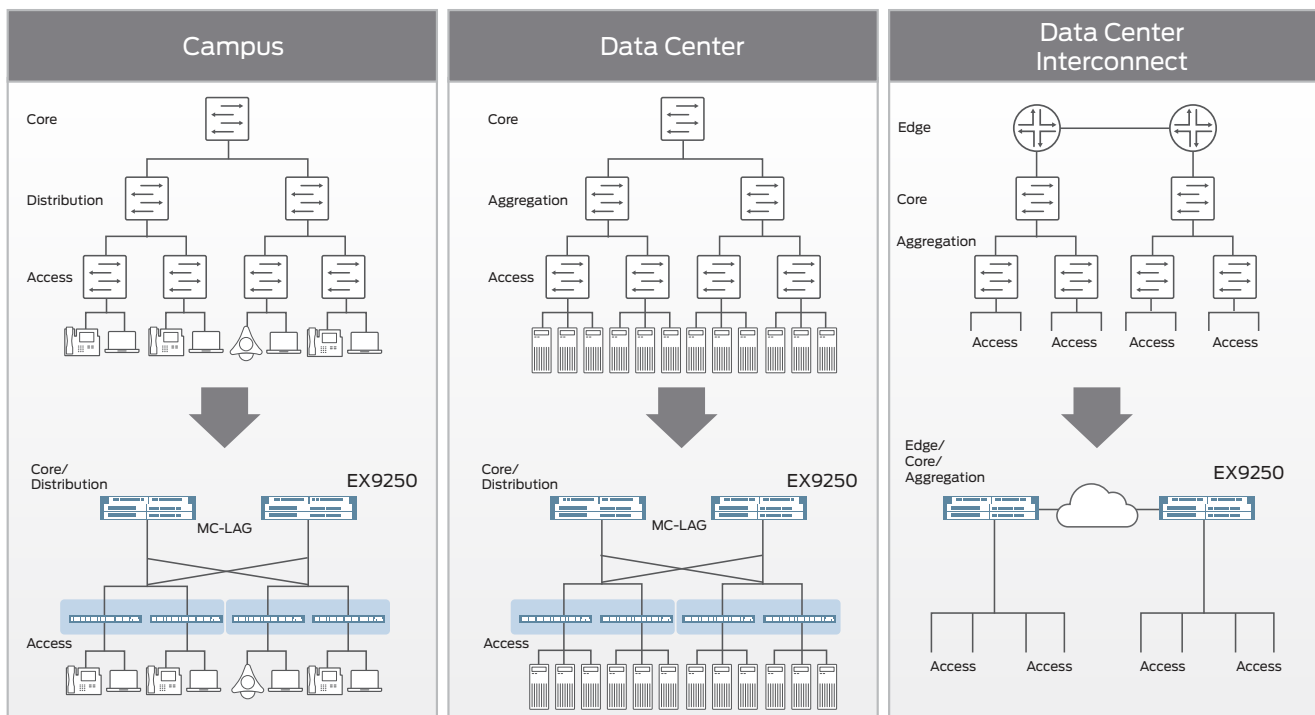 Campus
Core
Distribution
Access
Core/
Distribution
EX9250
MC-LAG
Access
Data Center
Core
Aggregation
Access
Core/
Distribution
EX9250
MC-LAG
Access
Data Center
Interconnect
Edge
Core
Aggregation
Access Access Access Access
Edge/
Core/
Aggregation
EX9250
Access Access Access Access